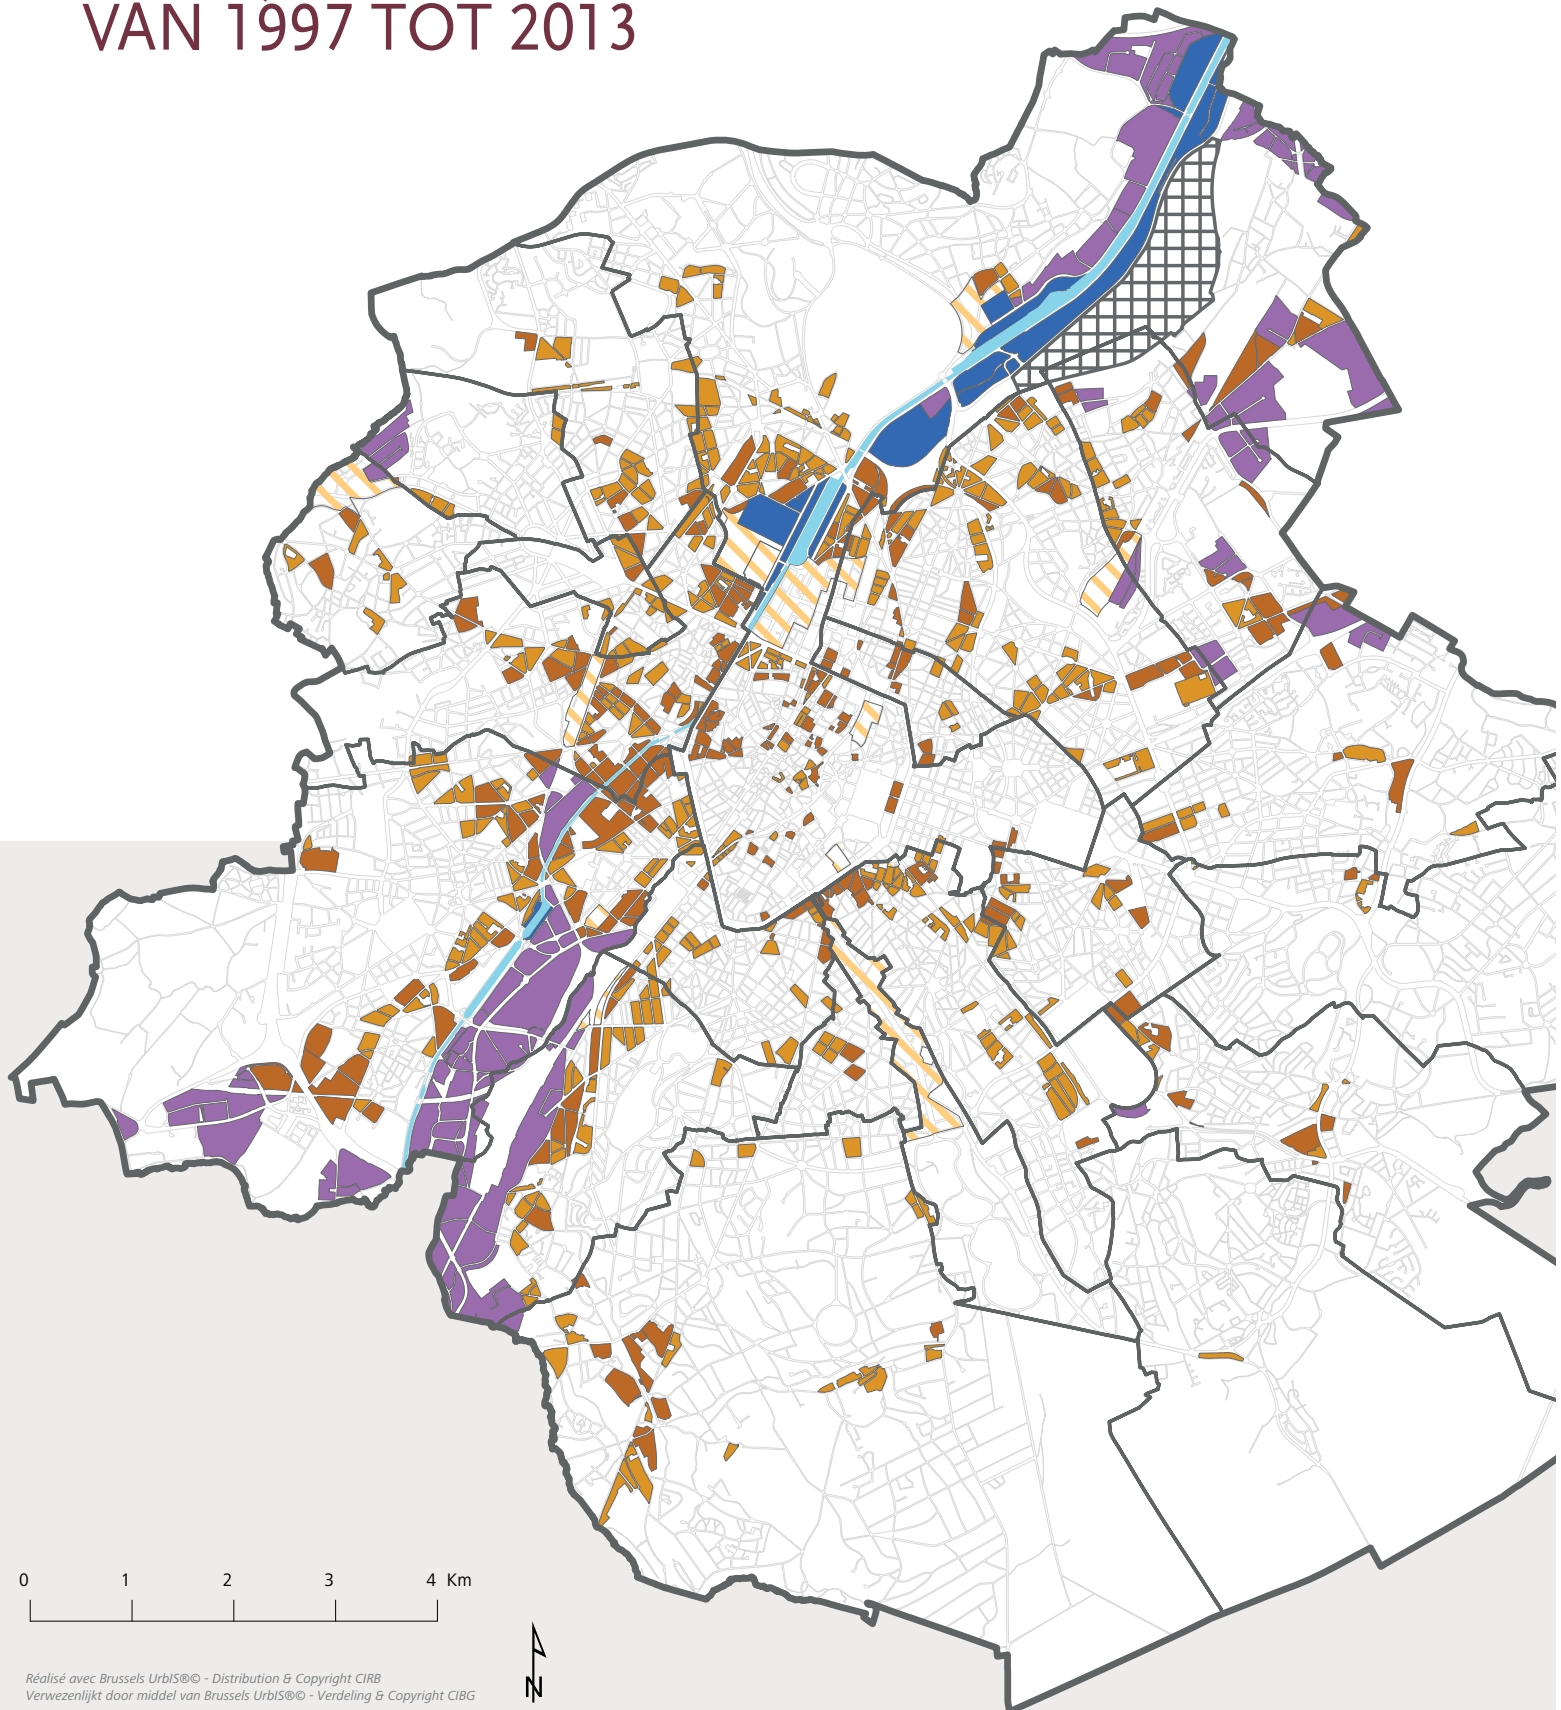 VAN 1997 TOT 2013
0 1 2 3 4 Km
N
Réalisé avec Brussels UrbIS®© - Distribution & Copyright CIRB
Verwezenlijkt door middel van Brussels UrbIS®© - Verdeling & Copyright CIBG